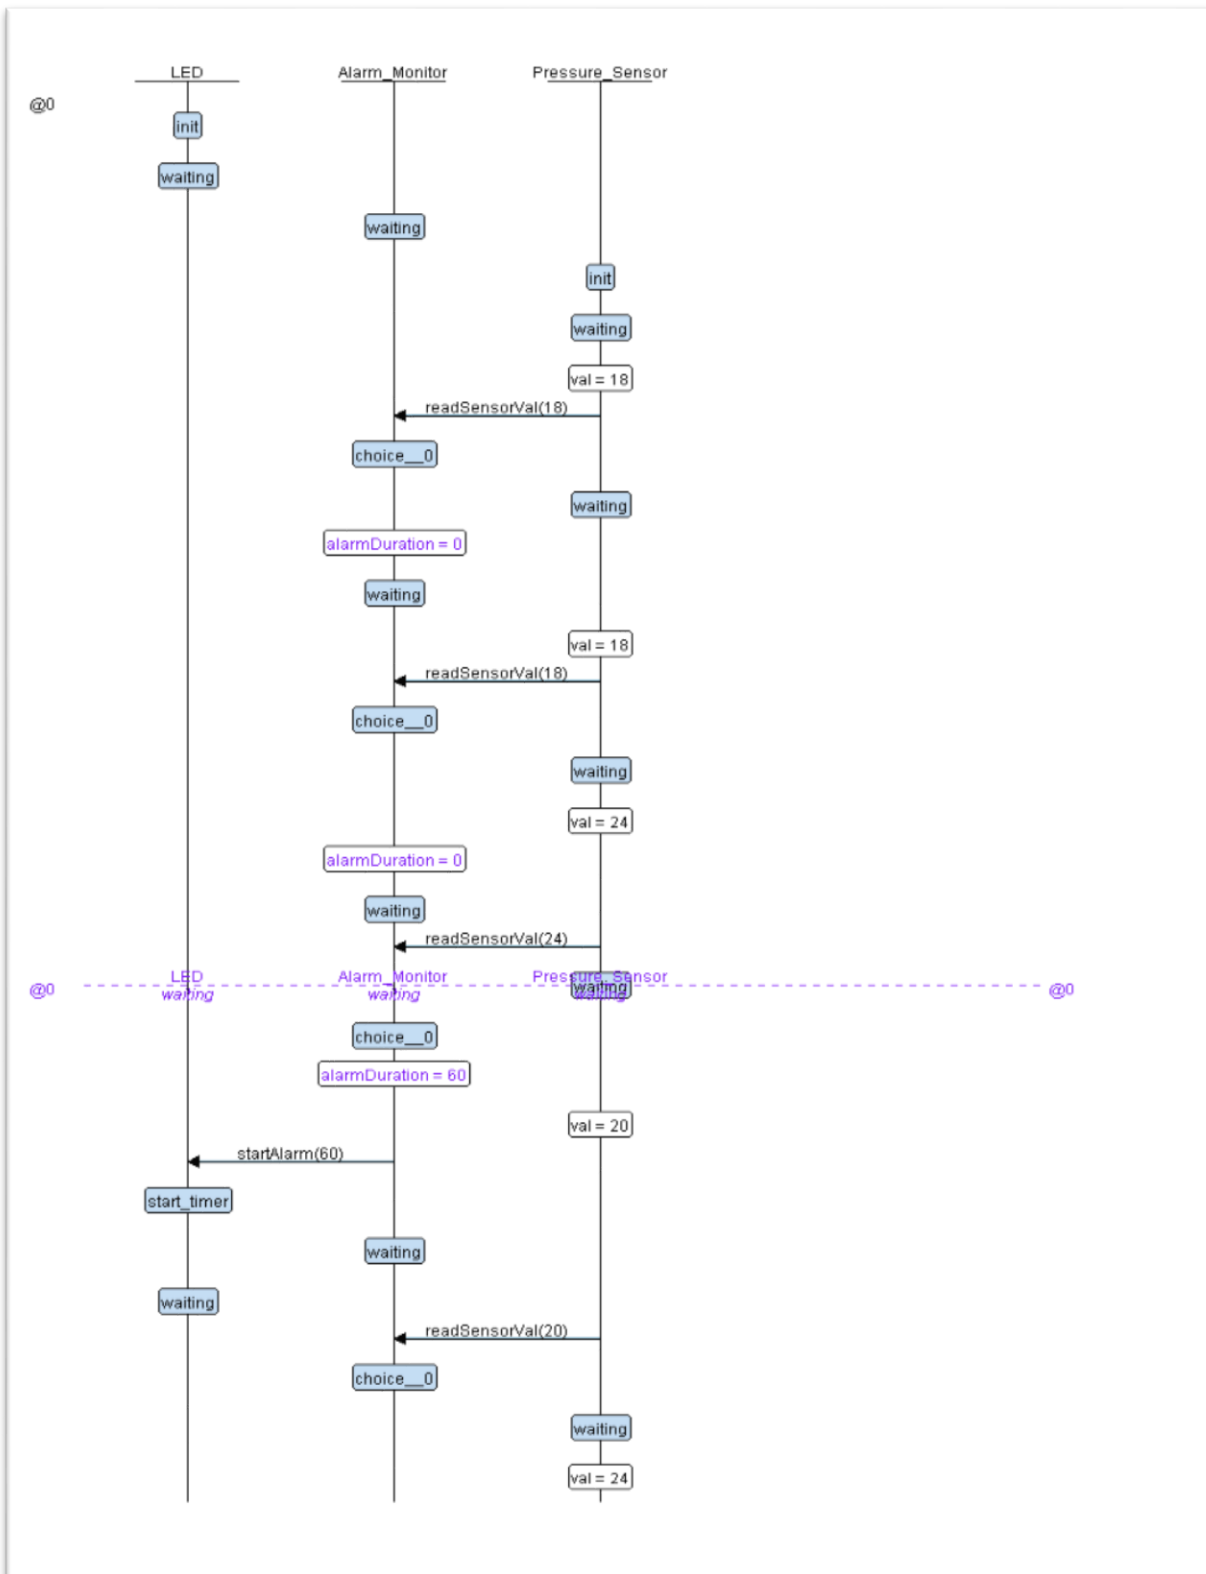 LED Alarm_Monitor Pressure_Sensor
@0
init
waiting
waiting
init
waiting
val = 18
readSensorVal(18)
choice__0
waiting
alarmDuration = 0
waiting
val = 18
readSensorVal(18)
choice__0
waiting
val = 24
alarmDuration = 0
waiting
readSensorVal(24)
LED Alarm_Monitor Pressure_Sensor
@0 waiting @0
waiting waiting waiting
choice__0
alarmDuration = 60
val = 20
startAlarm(60)
start_timer
waiting
waiting
readSensorVal(20)
choice__0
waiting
val = 24